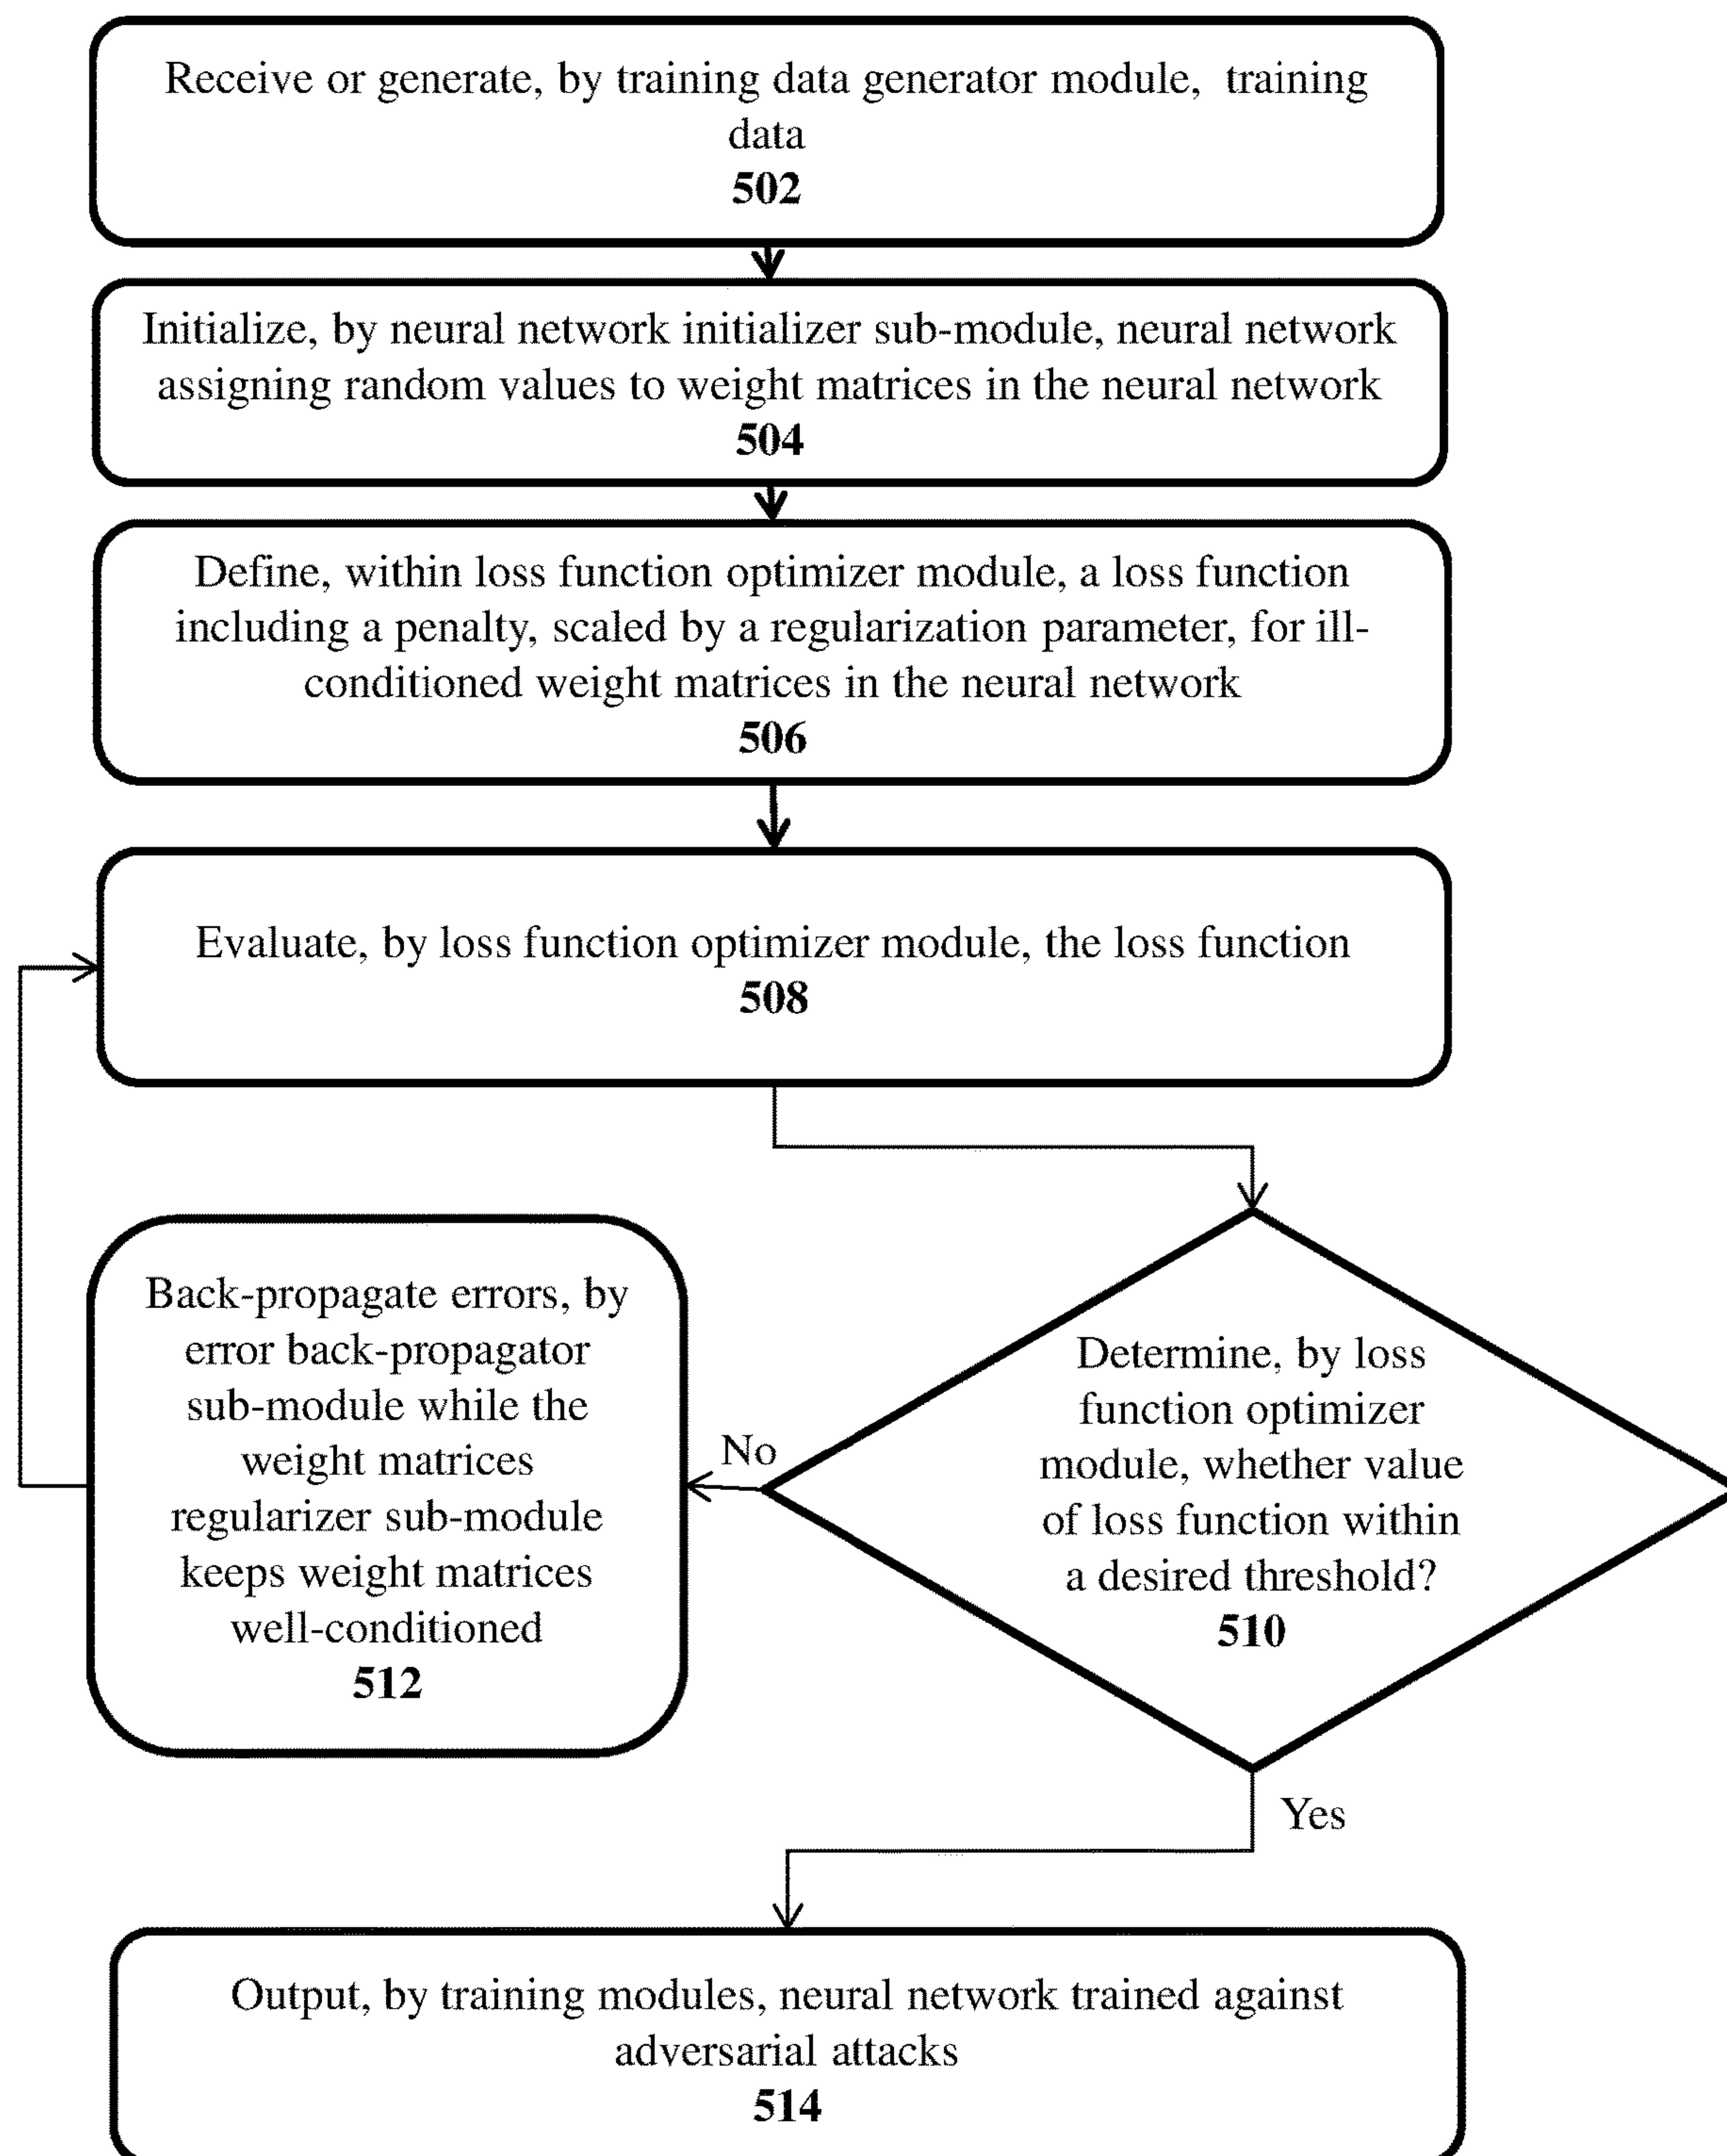 Receive or generate, by training data generator module, training
data
502
Initialize, by neural network initializer sub-module, neural network
assigning random values to weight matrices in the neural network
504
Define, within loss function optimizer module, a loss function
including a penalty, scaled by a regularization parameter, for ill-
conditioned weight matrices in the neural network
506
Evaluate, by loss function optimizer module, the loss function
508
Back-propagate errors, by
error back-propagator
sub-module while the
weight matrices
regularizer sub-module
keeps weight matrices
well-conditioned
512
No
Determine, by loss
function optimizer
module, whether value
of loss function within
a desired threshold?
510
Yes
Output, by training modules, neural network trained against
adversarial attacks
514